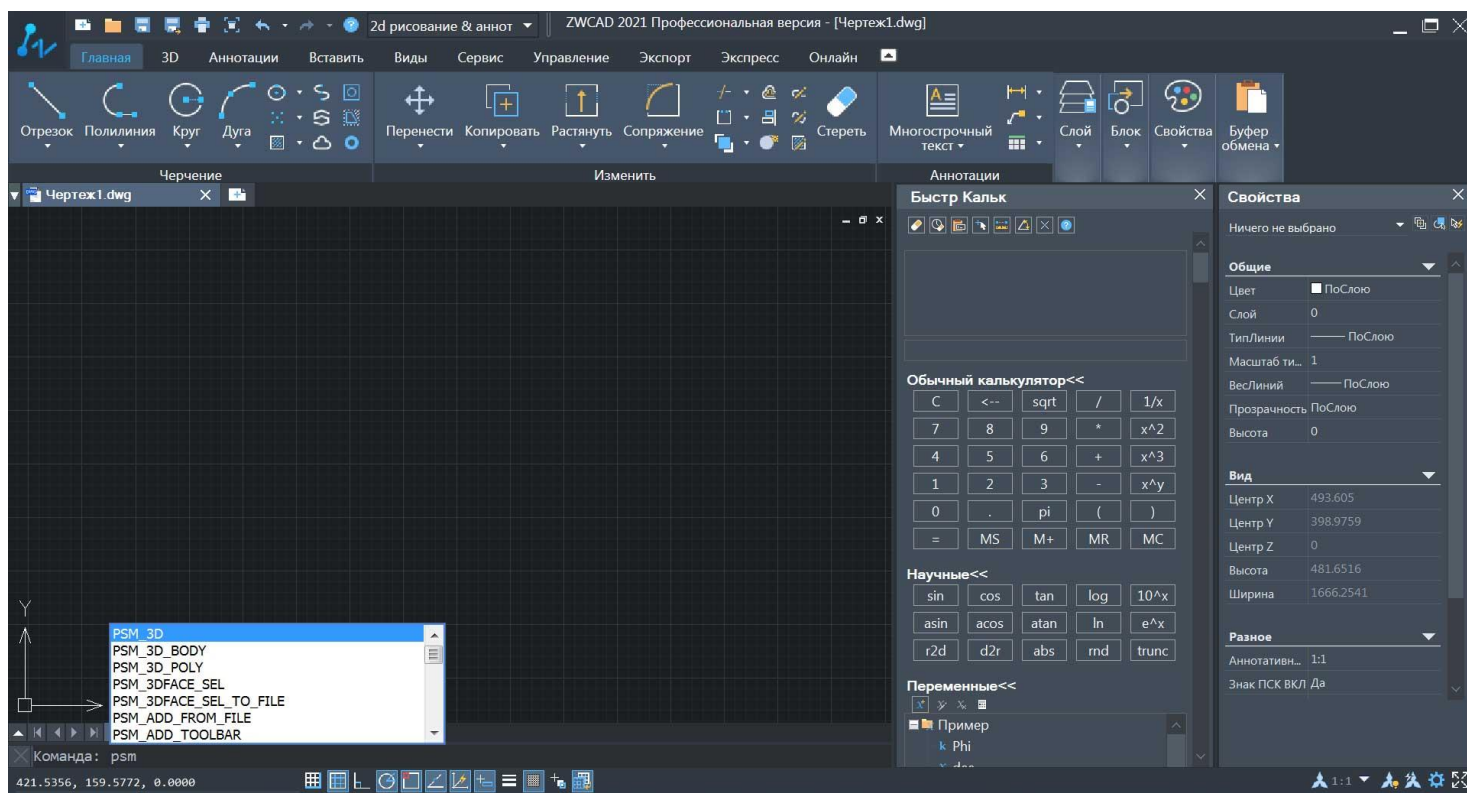 2d рисование & аннот
ZWCAD 2021 Профессиональная версия - [Чертеж1.dwg]
Главная 3D Аннотации Вставить Виды Сервис Управление Экспорт Экспресс Онлайн
Отрезок Полилиния Круг Дуга
Перенести Копировать Растянуть Сопряжение Стереть
Многострочный текст
Слой Блок Свойства Буфер обмена
Черчение Изменить Аннотации
Чертеж1.dwg
Быстр Кальк
Обычный калькулятор<<
C <-- sqrt / 1/x
7 8 9 * x^2
4 5 6 + x^3
1 2 3 - x^y
0 . pi ( )
= MS M+ MR MC
Научные<<
sin cos tan log 10^x
asin acos atan ln e^x
r2d d2r abs rnd trunc
Переменные<<
Пример
k Phi
Свойства
Ничего не выбрано
Общие
Цвет ПоСлою
Слой 0
ТипЛинии ПоСлою
Масштаб ти... 1
ВесЛиний ПоСлою
Прозрачность ПоСлою
Высота 0
Вид
Центр X 493.605
Центр Y 398.9759
Центр Z 0
Высота 481.6516
Ширина 1666.2541
Разное
Аннотативн... 1:1
Знак ПСК ВКЛ Да
Y
PSM_3D
PSM_3D_BODY
PSM_3D_POLY
PSM_3DFACE_SEL
PSM_3DFACE_SEL_TO_FILE
PSM_ADD_FROM_FILE
PSM_ADD_TOOLBAR
Команда: psm
421.5356, 159.5772, 0.0000
1:1